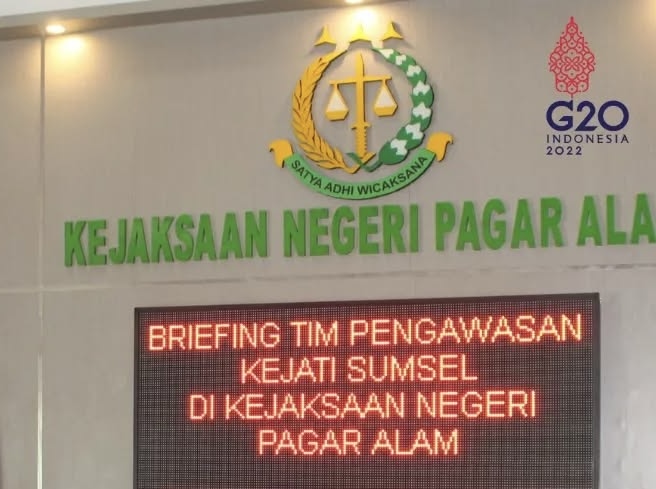 G20
INDONESIA
2022
SATYA ADHI WICAKSANA
KEJAKSAAN NEGERI PAGAR ALA
BRIEFING TIM PENGAWASAN
KEJATI SUMSEL
DI KEJAKSAAN NEGERI
PAGAR ALAM